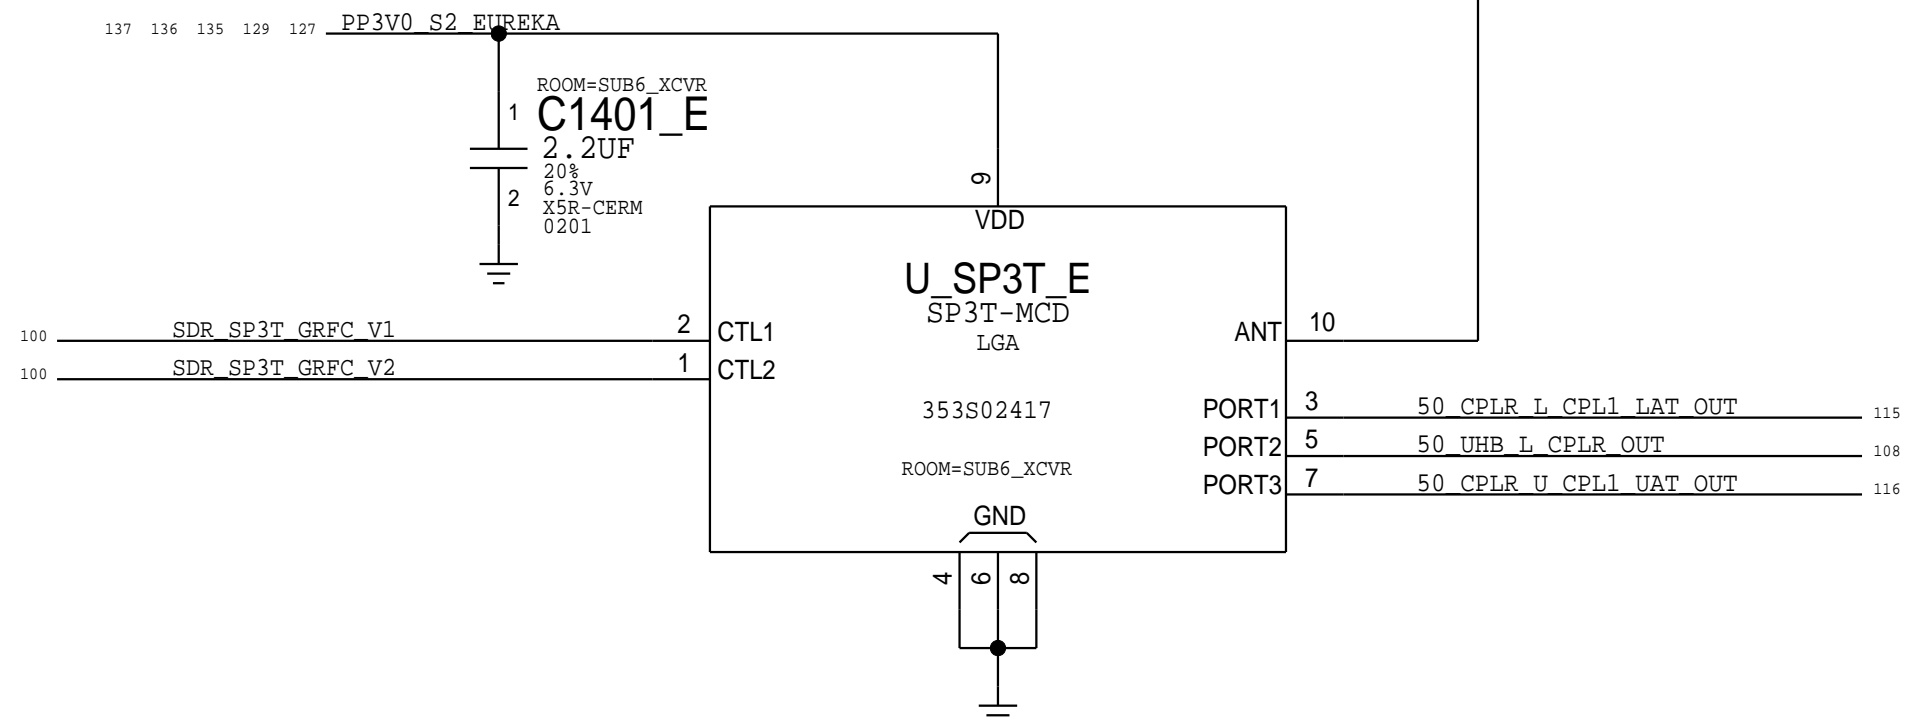 137 136 135 129 127 PP3V0_S2_EUREKA
ROOM=SUB6_XCVR
1 C1401_E
2.2UF
20%
6.3V
2 X5R-CERM
0201
9
VDD
U_SP3T_E
SP3T-MCD
LGA
100 SDR_SP3T_GRFC_V1 2 CTL1 ANT 10
100 SDR_SP3T_GRFC_V2 1 CTL2
353S02417 PORT1 3 50_CPLR_L_CPL1_LAT_OUT 115
PORT2 5 50_UHB_L_CPLR_OUT 108
ROOM=SUB6_XCVR
PORT3 7 50_CPLR_U_CPL1_UAT_OUT 116
GND
4 6 8